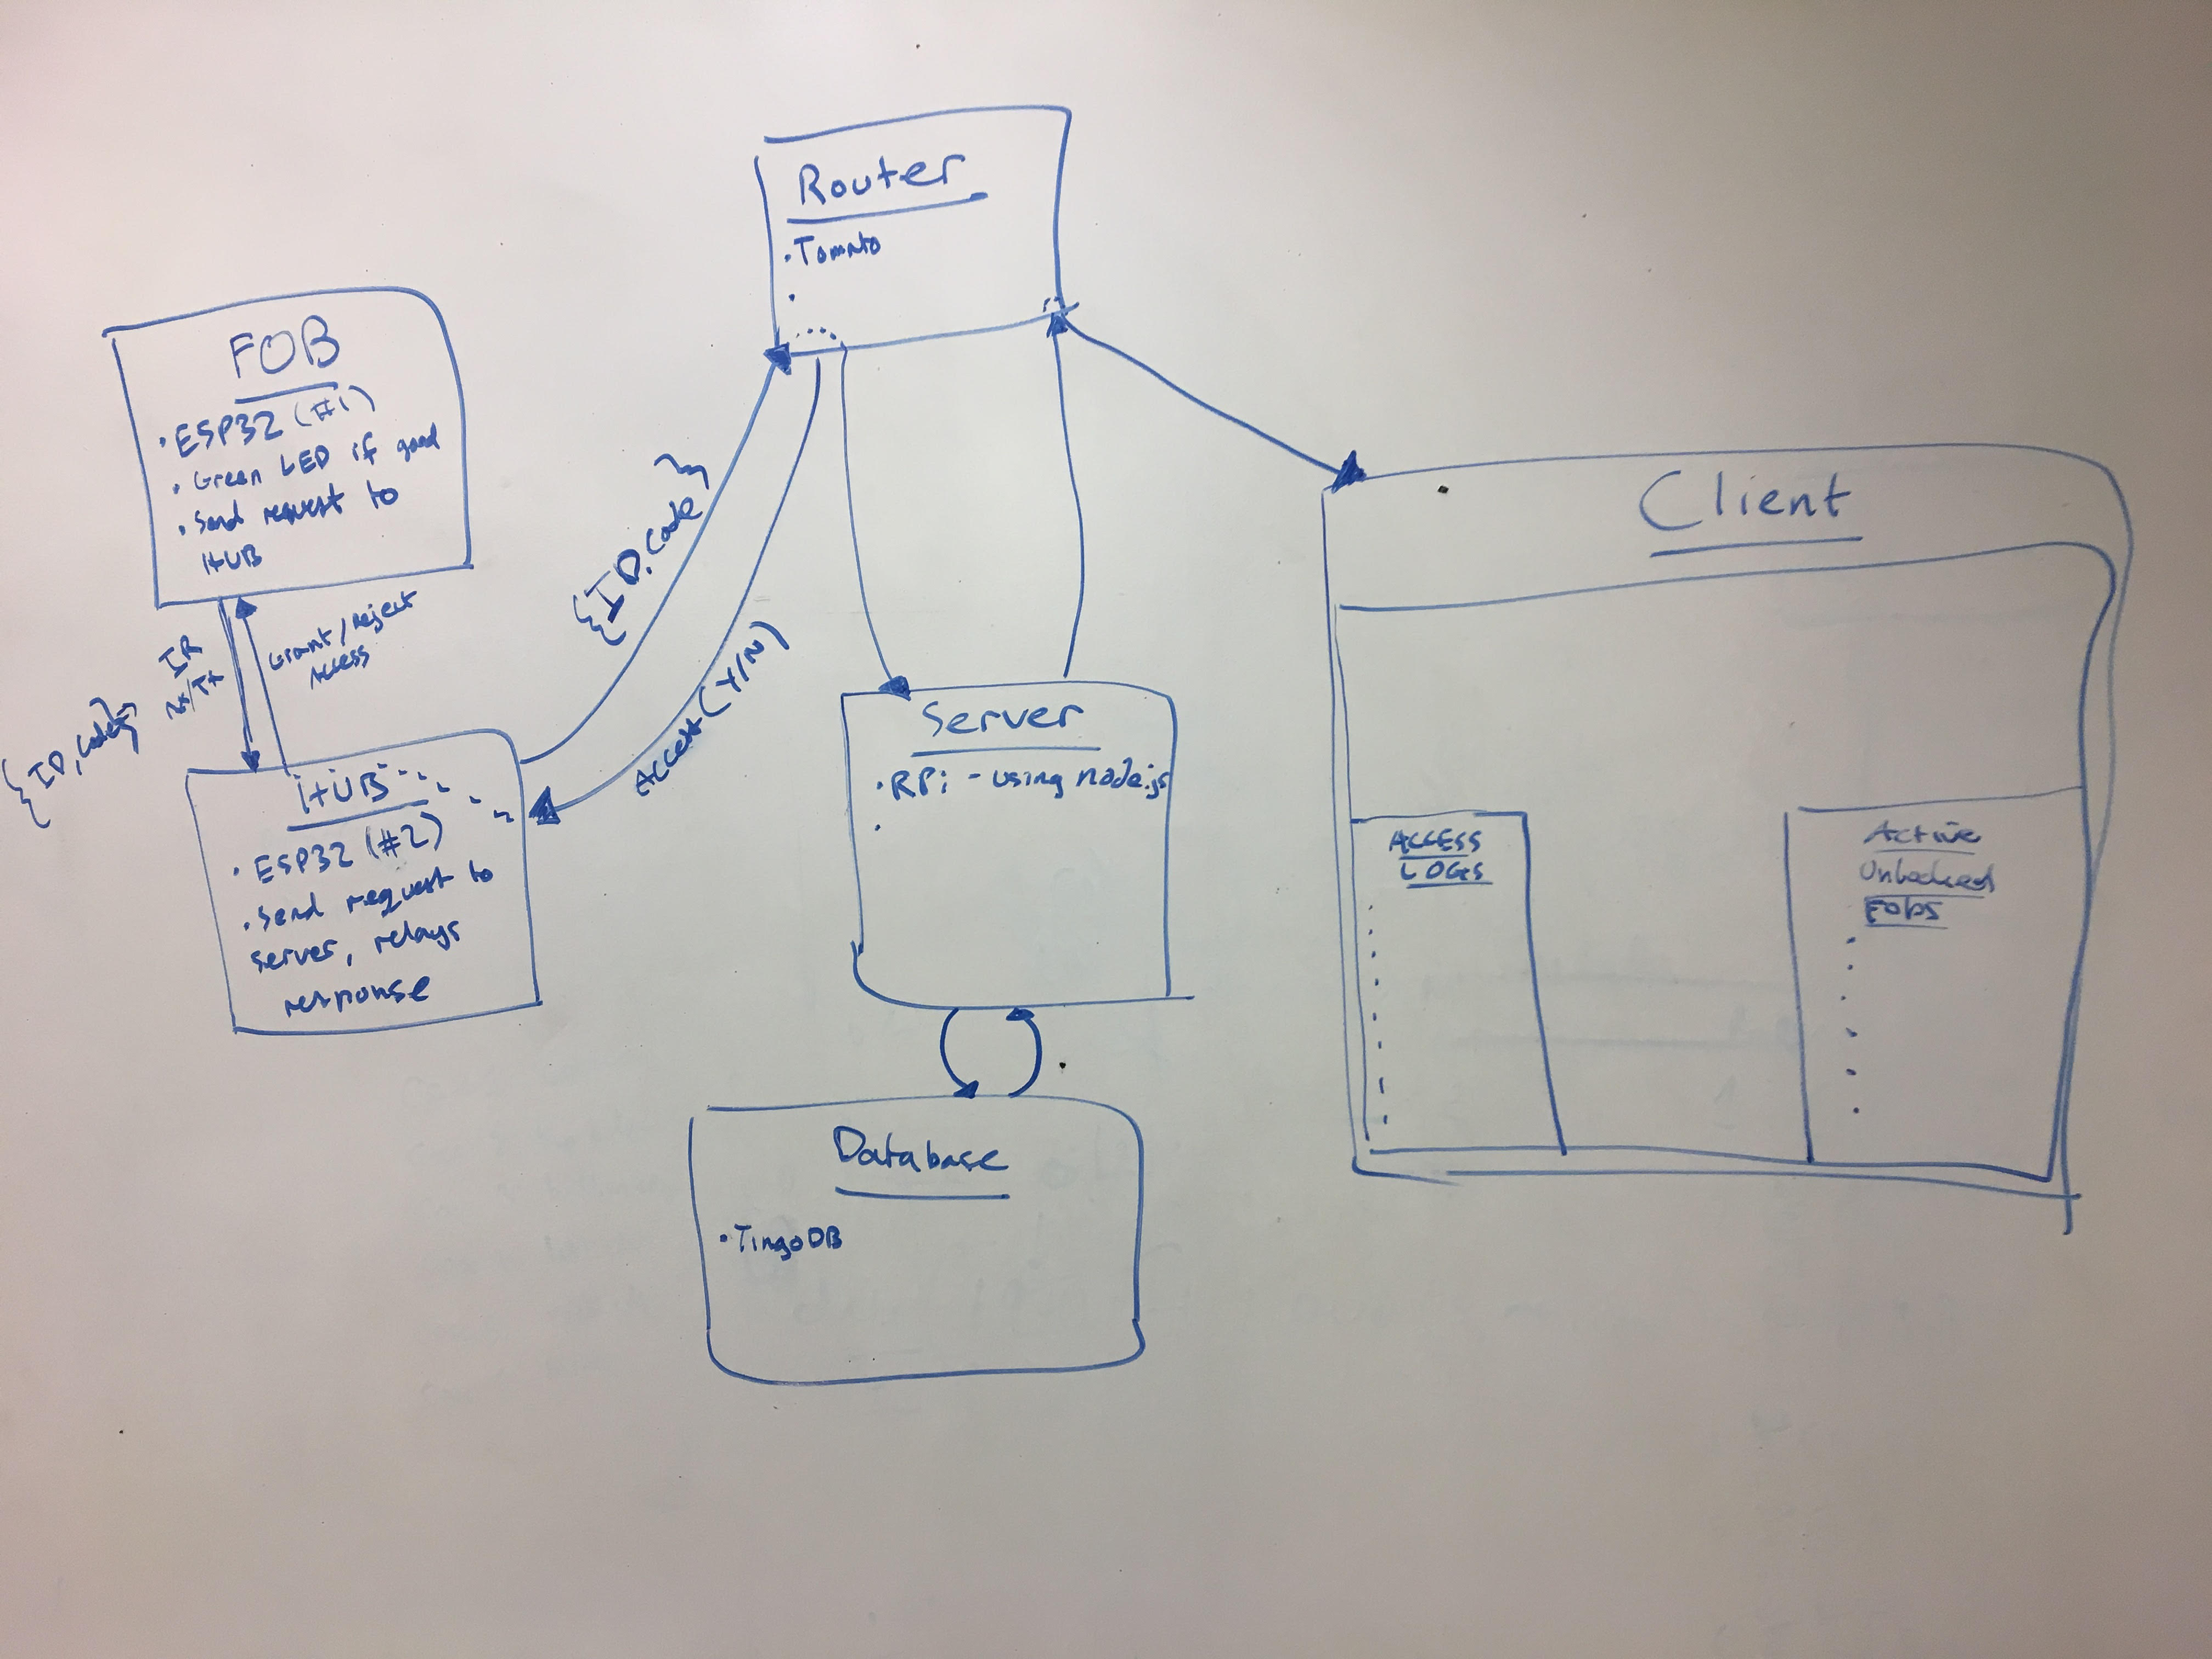 Router
• Tomato
•
FOB
• ESP32 (#1)
• Green LED if good
• Send request to
HUB
IR
Rx/Tx
{ID, Code}
Grant/reject
Access
HUB
• ESP32 (#2)
• Send request to
server, relays
response
{ID, Code}
Accept (Y/N)
Server
• RPi - using node.js
•
Database
• TingoDB
Client
ACCESS
LOGS
Active
Unlocked
FOBS